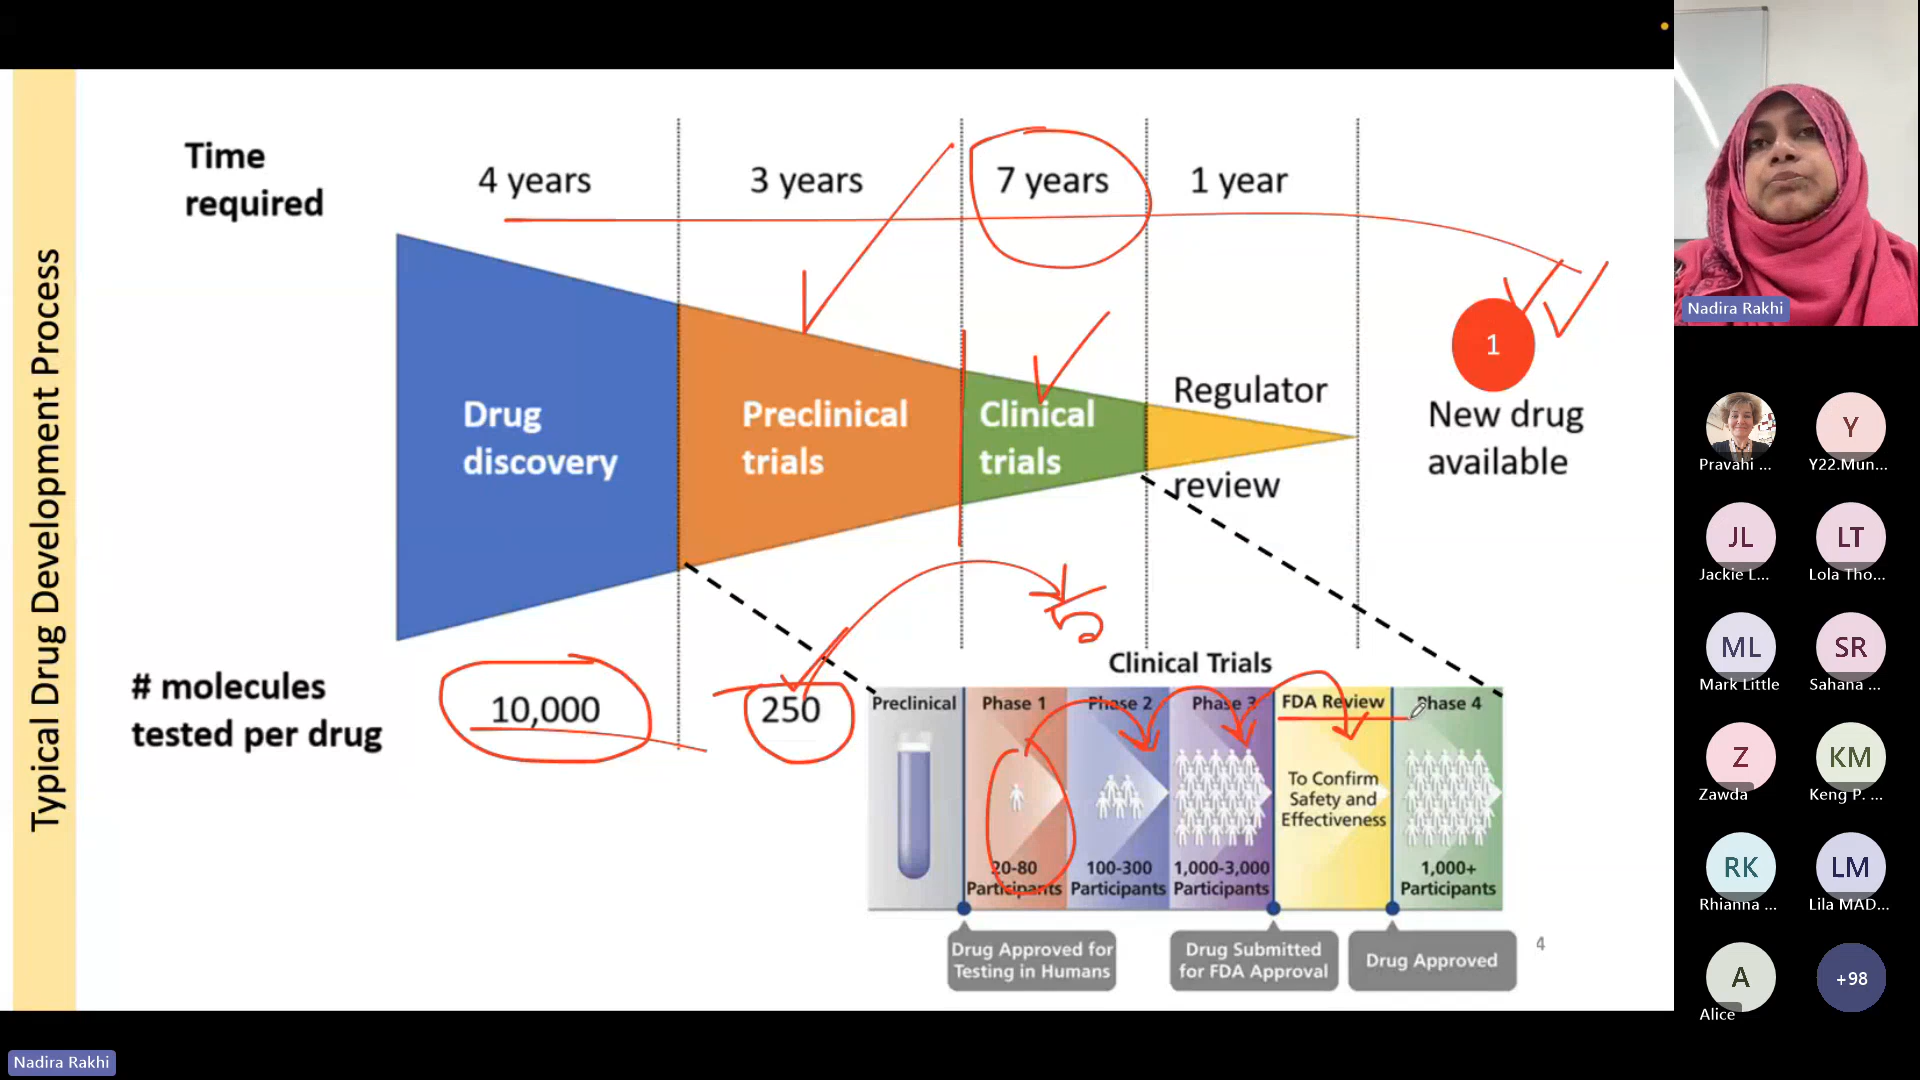 Typical Drug Development Process
Time
required
4 years
3 years
7 years
1 year
Drug
discovery
Preclinical
trials
Clinical
trials
Regulator
review
1
New drug
available
# molecules
tested per drug
10,000
250
5
Clinical Trials
Preclinical
Phase 1
Phase 2
Phase 3
FDA Review
Phase 4
To Confirm
Safety and
Effectiveness
20-80
Participants
100-300
Participants
1,000-3,000
Participants
1,000+
Participants
Drug Approved for
Testing in Humans
Drug Submitted
for FDA Approval
Drug Approved
4
Nadira Rakhi
Pravahi ...
Y
Y22.Mun...
JL
Jackie L...
LT
Lola Tho...
ML
Mark Little
SR
Sahana ...
Z
Zawda
KM
Keng P. ...
RK
Rhianna ...
LM
Lila MAD...
A
Alice
+98
Nadira Rakhi